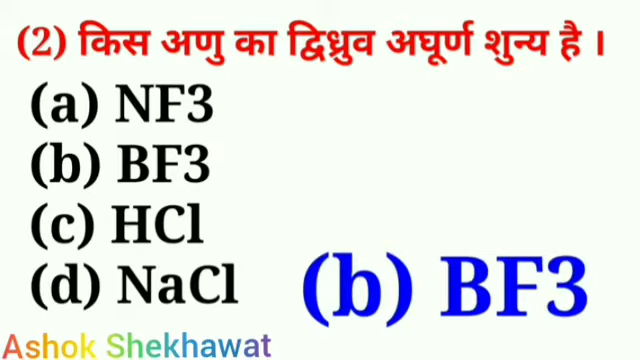 (2) किस अणु का द्विध्रुव अघूर्ण शुन्य है ।
(a) NF3
(b) BF3
(c) HCl
(d) NaCl
(b) BF3
Ashok Shekhawat